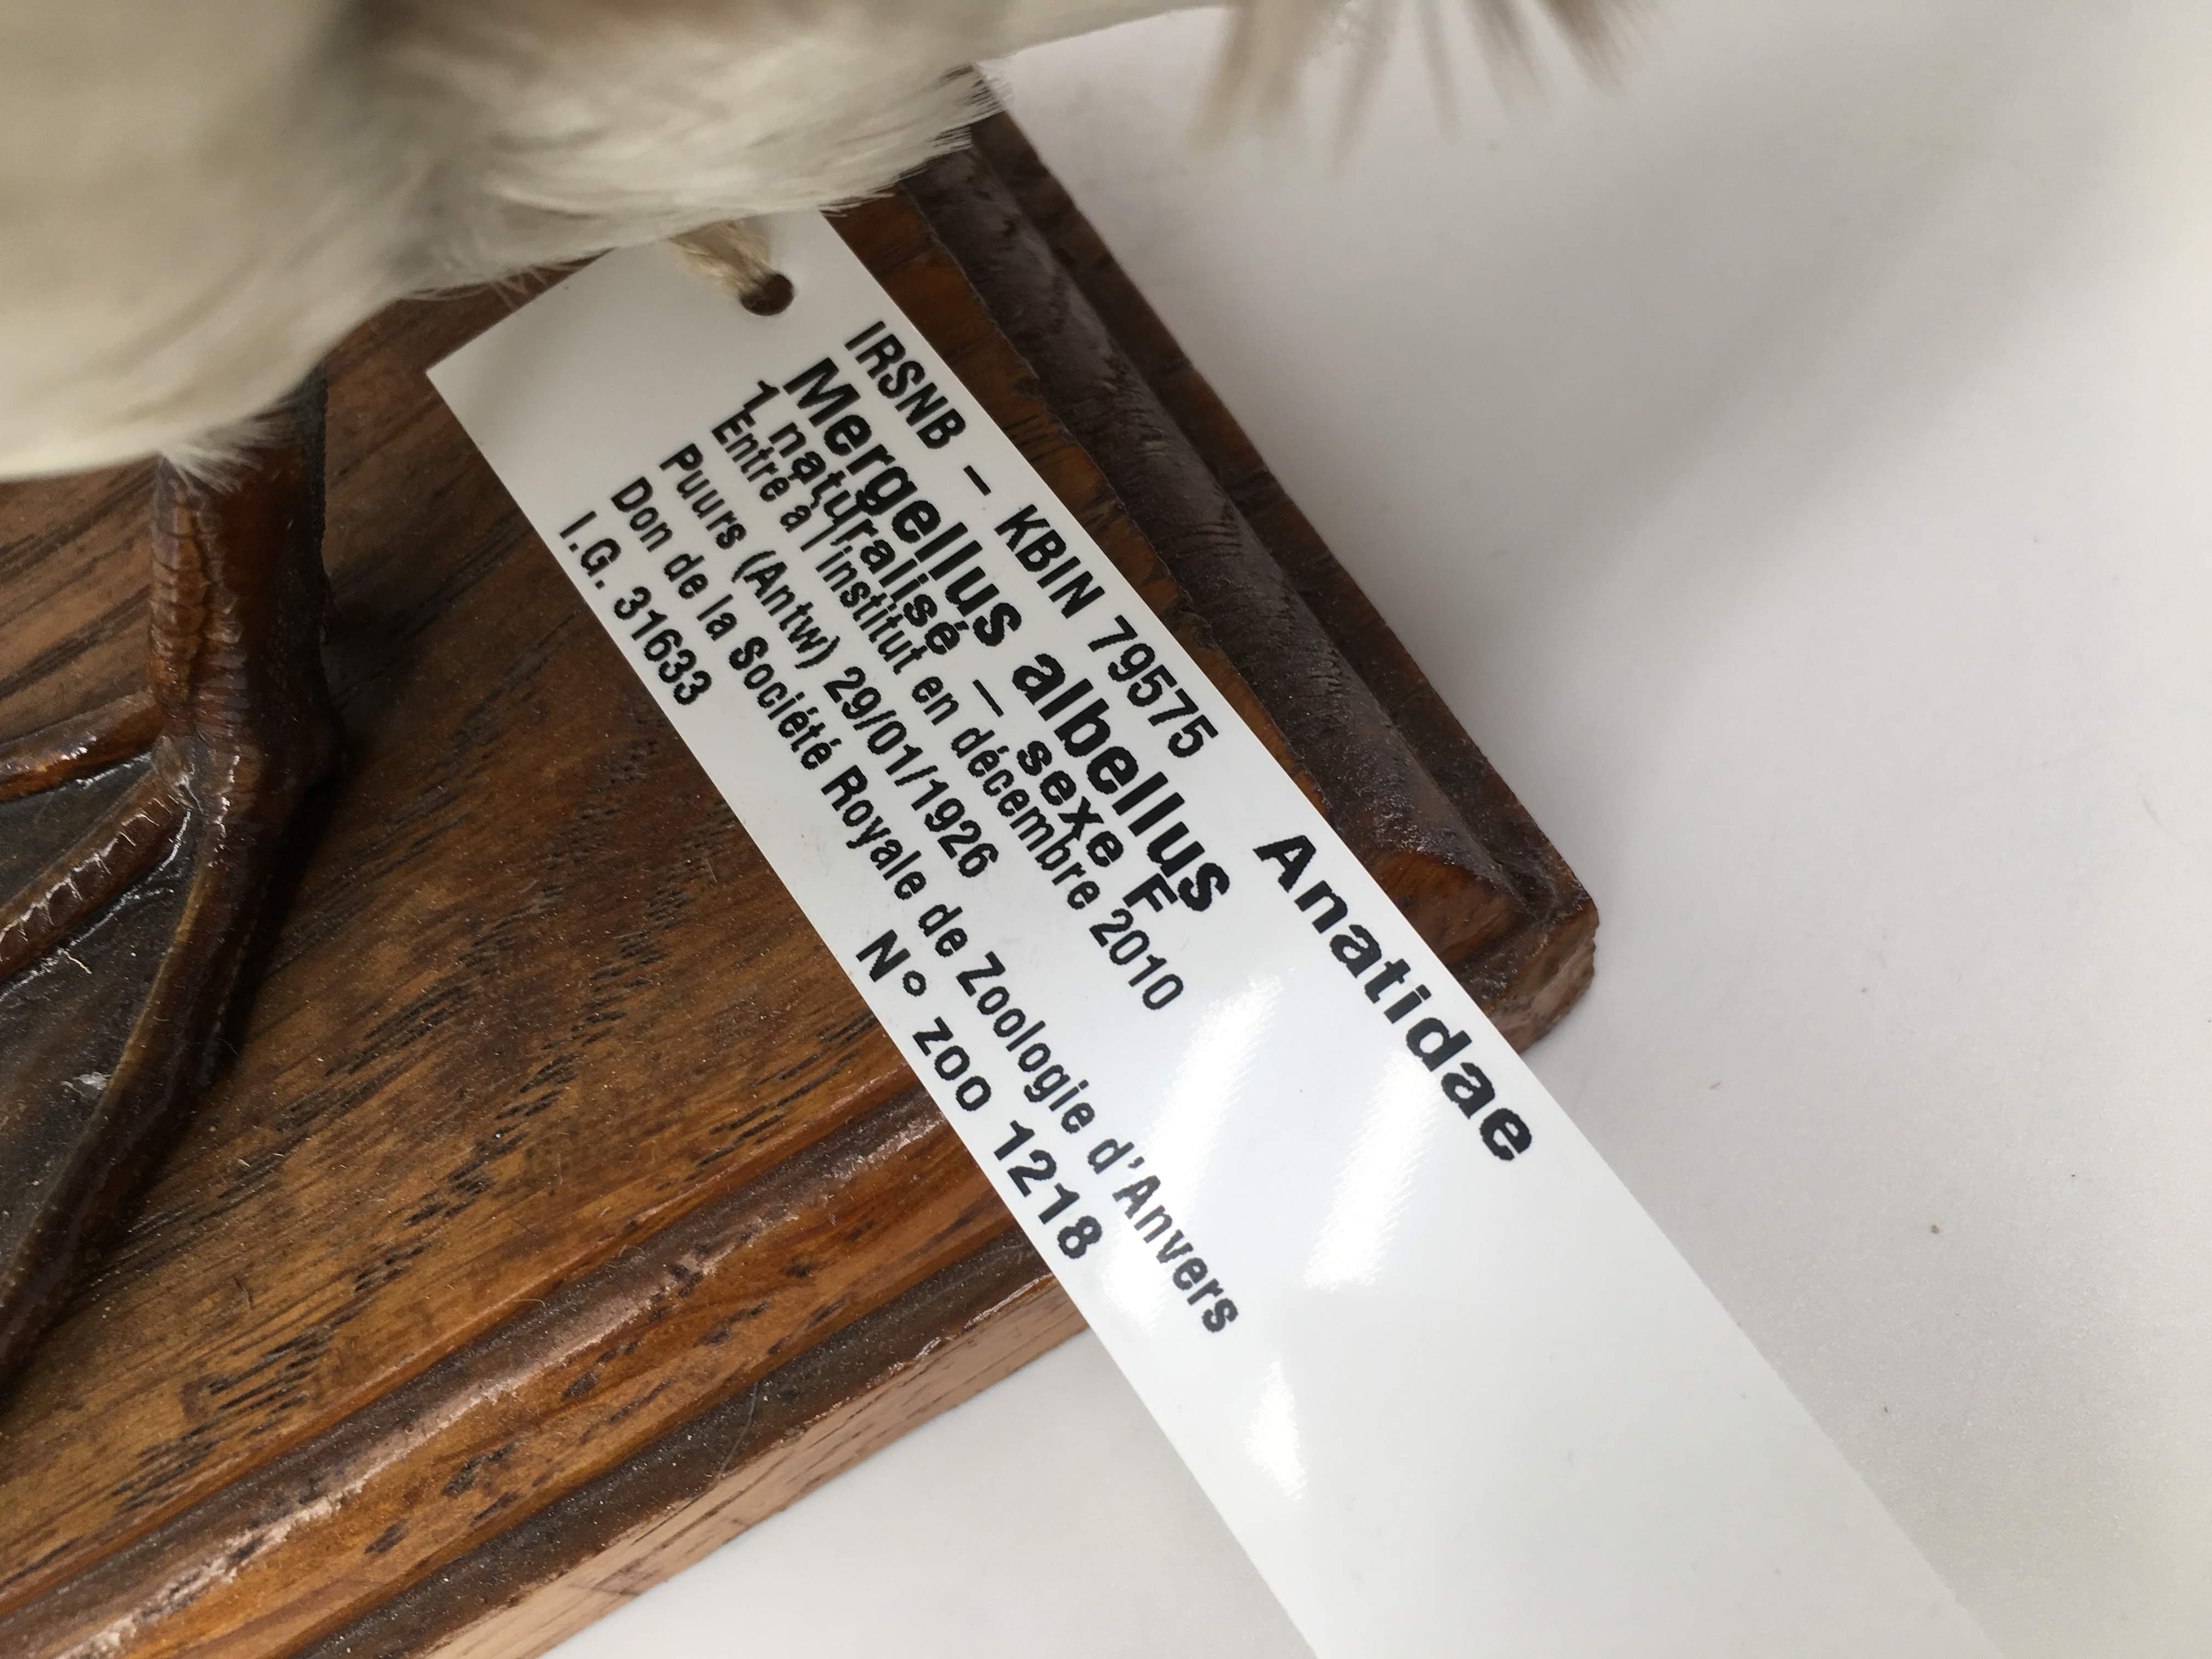 IRSNB – KBIN 79575 Anatidae
Mergellus albellus
1 naturalisé – sexe F
Entré à l'institut en décembre 2010
Puurs (Antw) 29/01/1926
Don de la Société Royale de Zoologie d'Anvers
I.G. 31633 N° zoo 1218